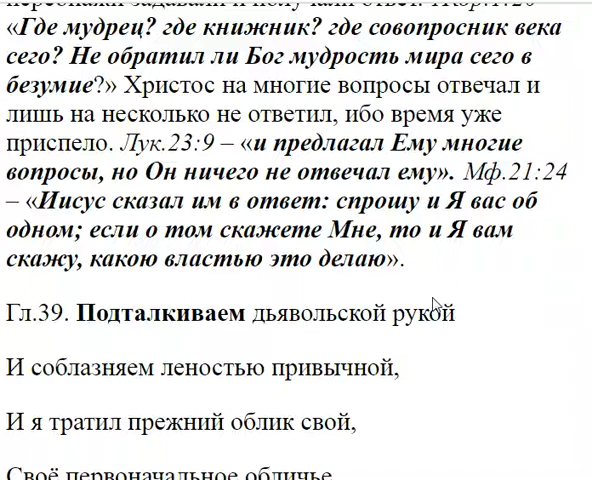 «Где мудрец? где книжник? где совопросник века
сего? Не обратил ли Бог мудрость мира сего в
безумие?» Христос на многие вопросы отвечал и
лишь на несколько не ответил, ибо время уже
приспело. Лук.23:9 – «и предлагал Ему многие
вопросы, но Он ничего не отвечал ему». Мф.21:24
– «Иисус сказал им в ответ: спрошу и Я вас об
одном; если о том скажете Мне, то и Я вам
скажу, какою властью это делаю».
Гл.39. Подталкиваем дьявольской рукой
И соблазняем леностью привычной,
И я тратил прежний облик свой,
Своё первоначальное обличье